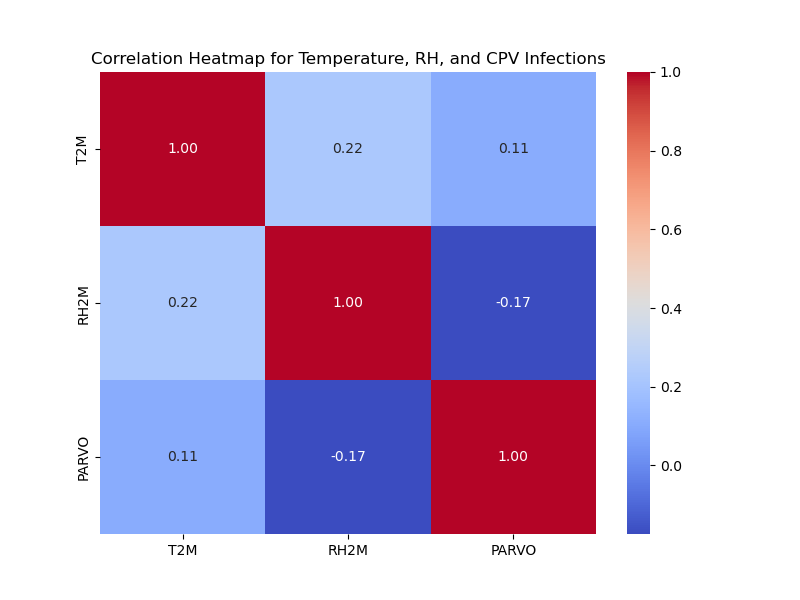 Correlation Heatmap for Temperature, RH, and CPV Infections
T2M
1.00
0.22
0.11
RH2M
0.22
1.00
-0.17
PARVO
0.11
-0.17
1.00
T2M
RH2M
PARVO
1.0
0.8
0.6
0.4
0.2
0.0